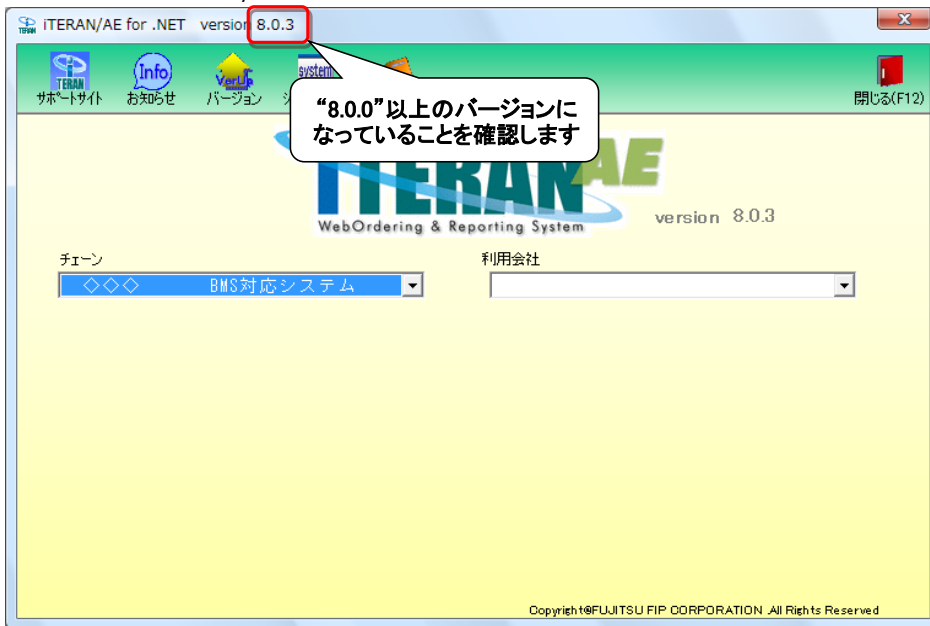 iTERAN/AE for .NET version 8.0.3
TERAN
Info
VerUp
system
サポートサイト
お知らせ
バージョン
閉じる(F12)
“8.0.0”以上のバージョンに
なっていることを確認します
iTERAN AE
WebOrdering & Reporting System
version 8.0.3
チェーン
利用会社
◇◇◇ BMS対応システム
Copyright@FUJITSU FIP CORPORATION .All Rights Reserved